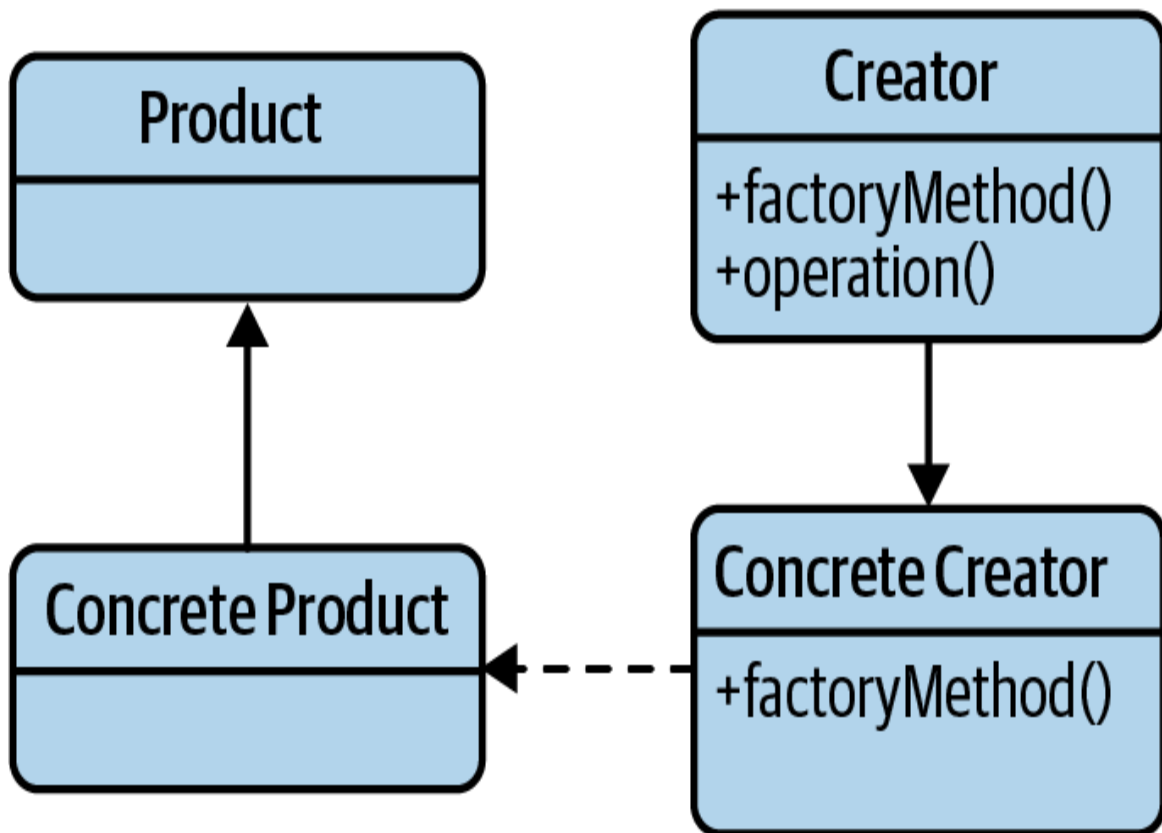 Product
Creator
+factoryMethod()
+operation()
Concrete Product
Concrete Creator
+factoryMethod()